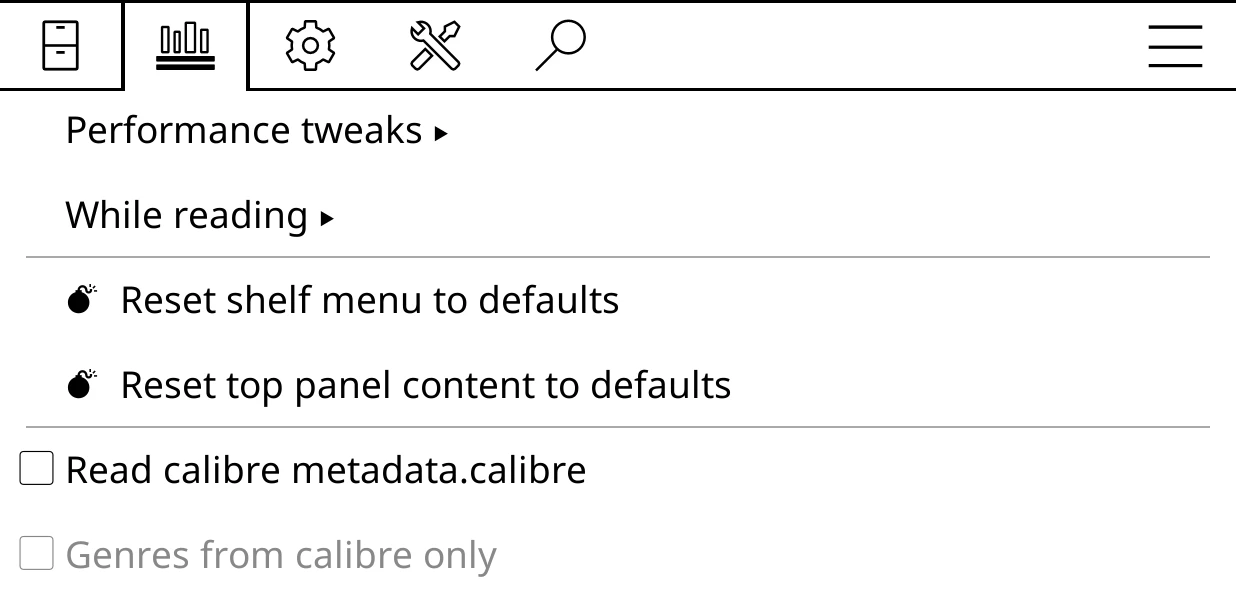 Performance tweaks ▸
While reading ▸
Reset shelf menu to defaults
Reset top panel content to defaults
Read calibre metadata.calibre
Genres from calibre only